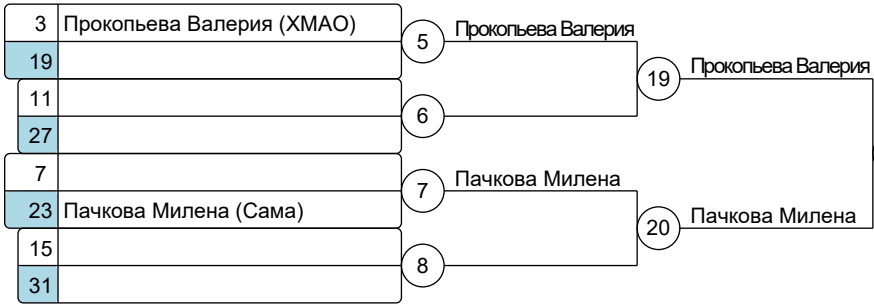 3 Прокопьева Валерия (ХМАО)
5 Прокопьева Валерия
19
19 Прокопьева Валерия
11
6
27
7
7 Пачкова Милена
23 Пачкова Милена (Сама)
20 Пачкова Милена
15
8
31